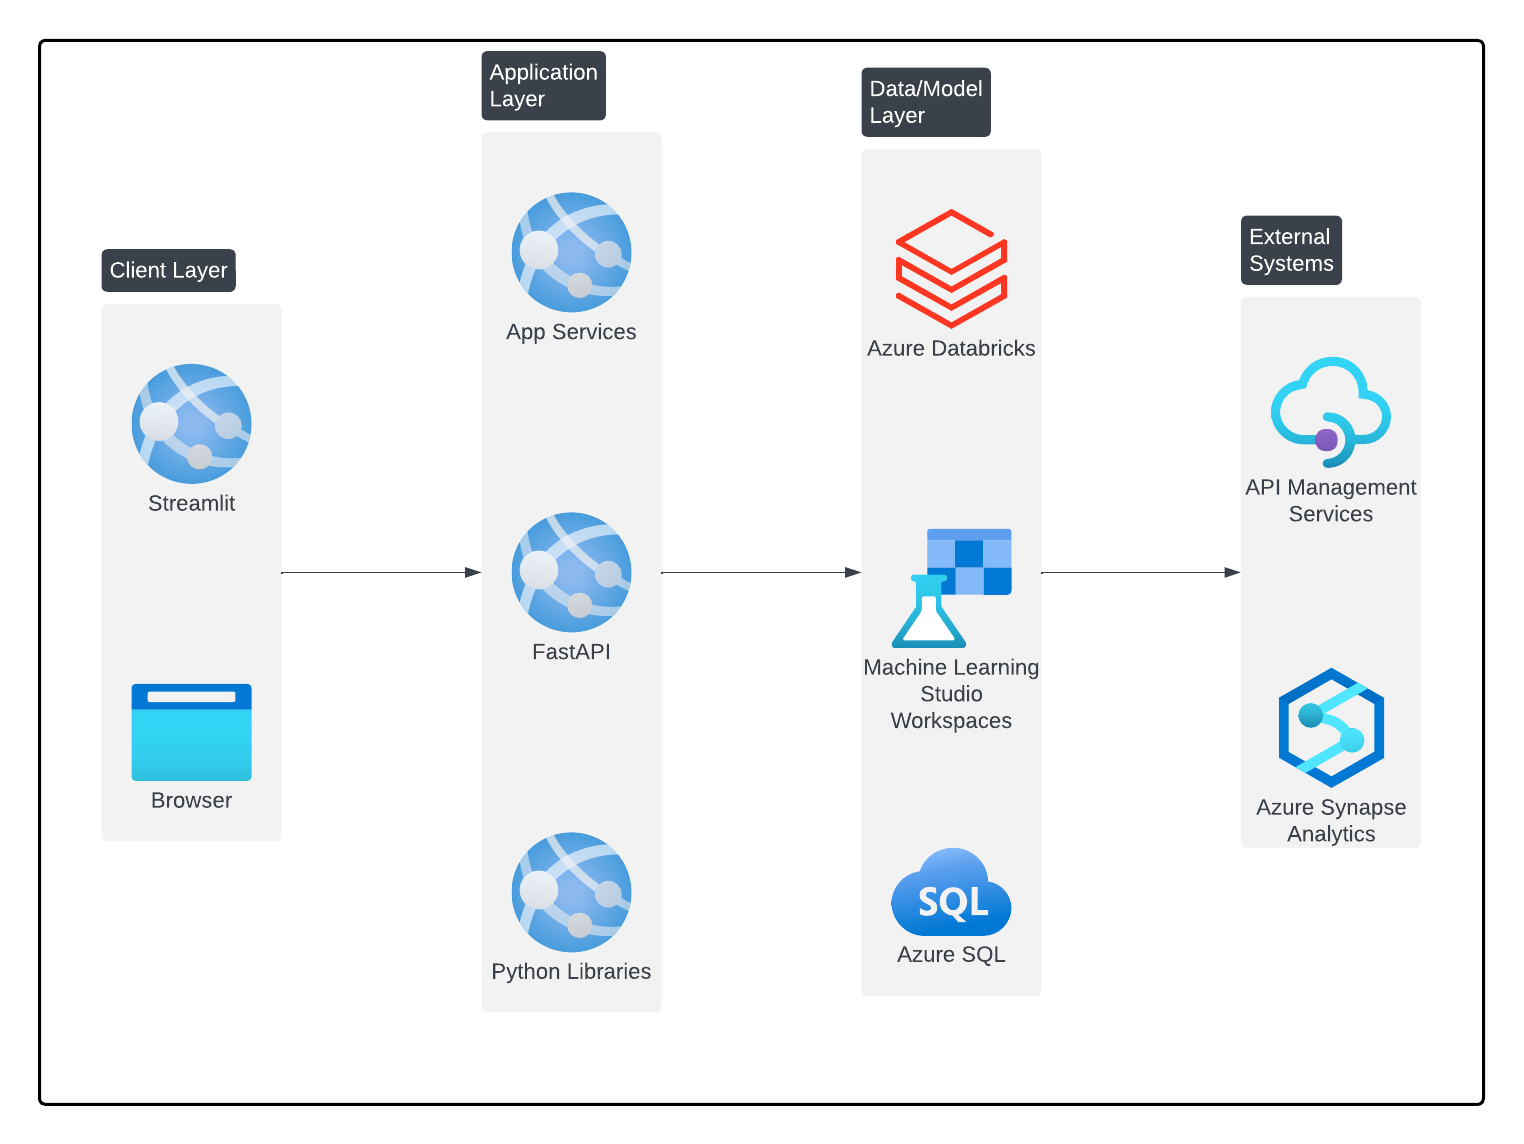 Client Layer
Streamlit
Browser
Application
Layer
App Services
FastAPI
Python Libraries
Data/Model
Layer
Azure Databricks
Machine Learning
Studio
Workspaces
SQL
Azure SQL
External
Systems
API Management
Services
Azure Synapse
Analytics